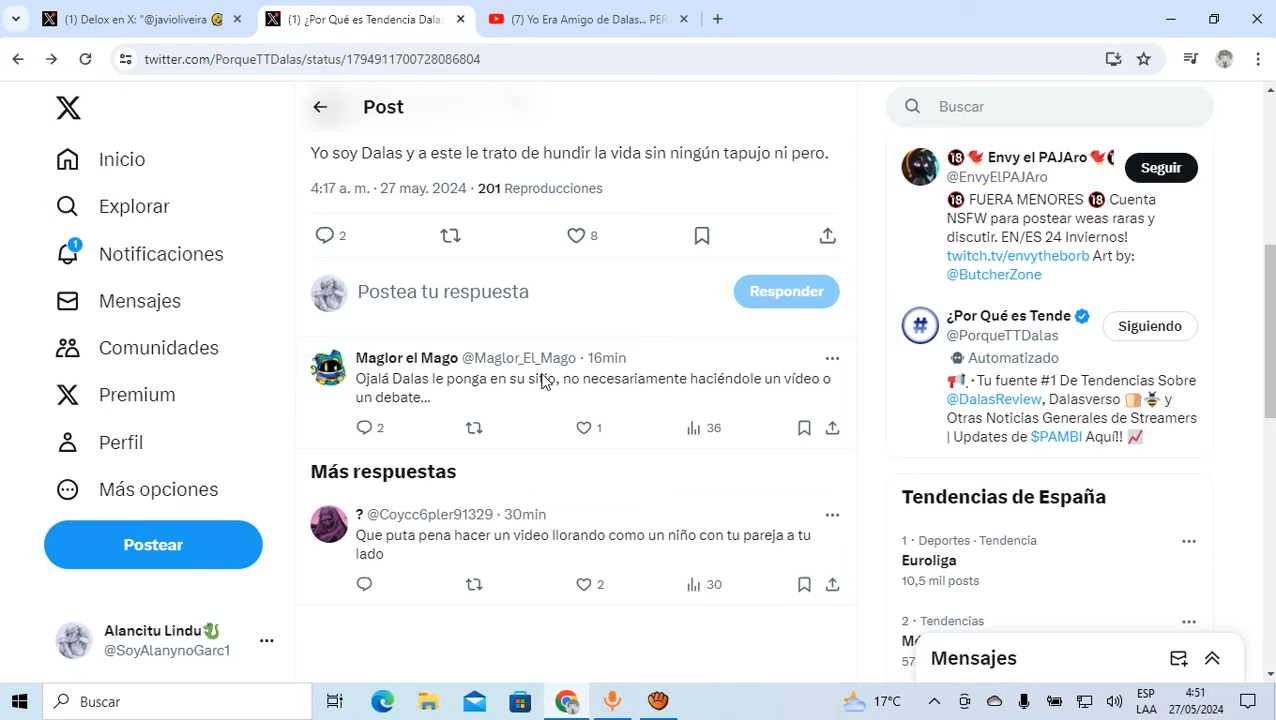 (1) Delox en X: "@javioliveira
(1) ¿Por Qué es Tendencia Dala
(7) Yo Era Amigo de Dalas... PER
twitter.com/PorqueTTDalas/status/1794911700728086804
Post
Buscar
Yo soy Dalas y a este le trato de hundir la vida sin ningún tapujo ni pero.
4:17 a. m. · 27 may. 2024 · 201 Reproducciones
2
8
Postea tu respuesta
Responder
Maglor el Mago @Maglor_El_Mago · 16min
Ojalá Dalas le ponga en su sitio, no necesariamente haciéndole un vídeo o
un debate...
2
1
36
Más respuestas
? @Coycc6pler91329 · 30min
Que puta pena hacer un video llorando como un niño con tu pareja a tu
lado
2
30
Inicio
Explorar
1
Notificaciones
Mensajes
Comunidades
Premium
Perfil
Más opciones
Postear
Alancitu Lindu
@SoyAlanynoGarc1
🔞 Envy el PAJAro
@EnvyElPAJAro
Seguir
🔞 FUERA MENORES 🔞 Cuenta
NSFW para postear weas raras y
discutir. EN/ES 24 Inviernos!
twitch.tv/envytheborb Art by:
@ButcherZone
¿Por Qué es Tende
@PorqueTTDalas
Siguiendo
Automatizado
Tu fuente #1 De Tendencias Sobre
@DalasReview, Dalasverso y
Otras Noticias Generales de Streamers
| Updates de $PAMBI Aquí!!
Tendencias de España
1 · Deportes · Tendencia
Euroliga
10,5 mil posts
2 · Tendencias
57
Mensajes
Buscar
17°C
ESP
LAA
4:51
27/05/2024